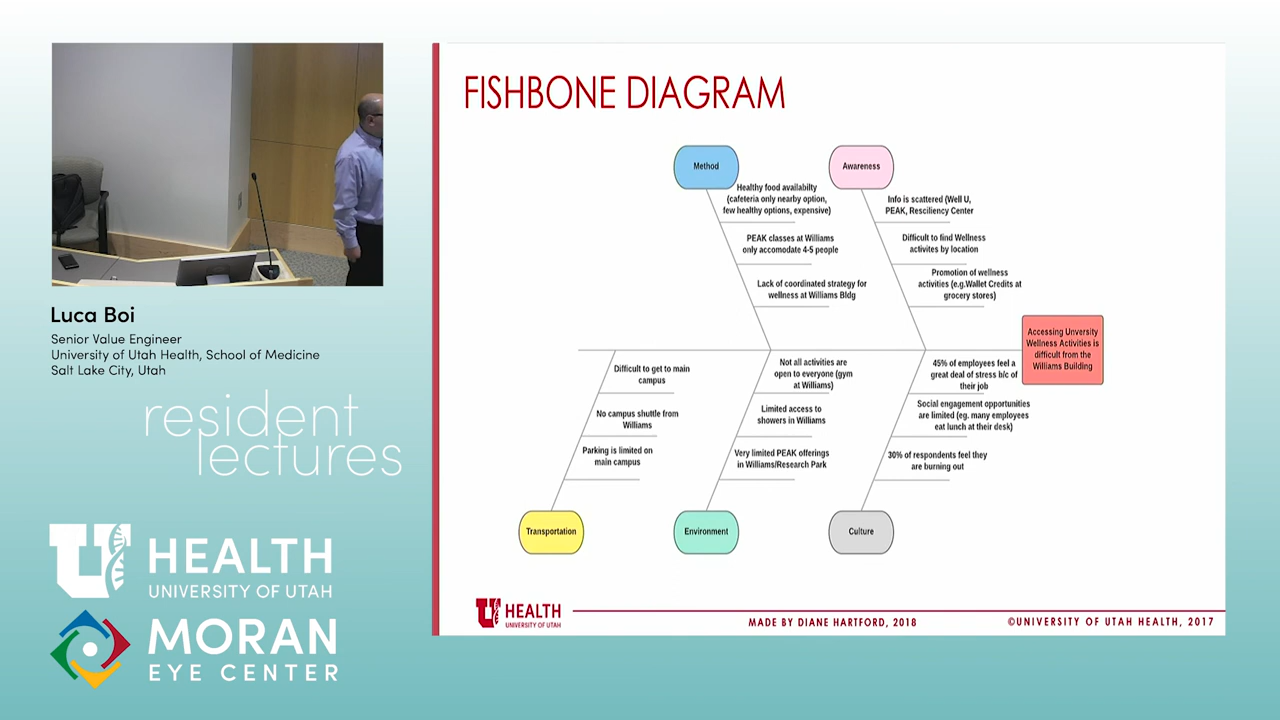 FISHBONE DIAGRAM
Method
Healthy food availabilty
(cafeteria only nearby option,
few healthy options, expensive)
PEAK classes at Williams
only accomodate 4-5 people
Lack of coordinated strategy for
wellness at Williams Bldg
Awareness
Info is scattered (Well U,
PEAK, Resciliency Center
Difficult to find Wellness
activites by location
Promotion of wellness
activities (e.g.Wallet Credits at
grocery stores)
Accessing Unversity
Wellness Activities is
difficult from the
Williams Building
Difficult to get to main
campus
No campus shuttle from
Williams
Parking is limited on
main campus
Transportation
Not all activities are
open to everyone (gym
at Williams)
Limited access to
showers in Williams
Very limited PEAK offerings
in Williams/Research Park
Environment
45% of employees feel a
great deal of stress b/c of
their job
Social engagement opportunities
are limited (eg. many employees
eat lunch at their desk)
30% of respondents feel they
are burning out
Culture
U HEALTH
UNIVERSITY OF UTAH
MADE BY DIANE HARTFORD, 2018
©UNIVERSITY OF UTAH HEALTH, 2017
Luca Boi
Senior Value Engineer
University of Utah Health, School of Medicine
Salt Lake City, Utah
resident
lectures
U HEALTH
UNIVERSITY OF UTAH
MORAN
EYE CENTER